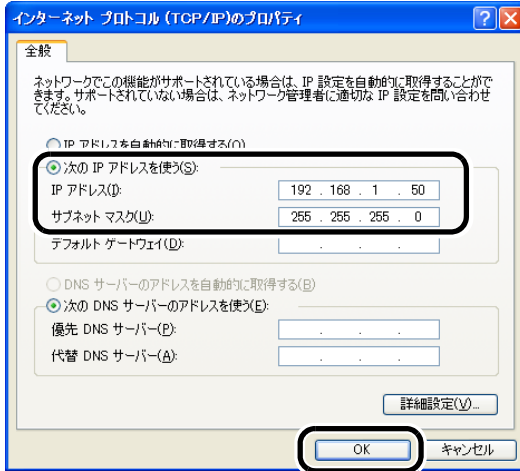 インターネット プロトコル (TCP/IP)のプロパティ
全般
ネットワークでこの機能がサポートされている場合は、IP 設定を自動的に取得することがで
きます。サポートされていない場合は、ネットワーク管理者に適切な IP 設定を問い合わせ
てください。
IP アドレスを自動的に取得する(O)
次の IP アドレスを使う(S):
IP アドレス(I): 192 . 168 . 1 . 50
サブネット マスク(U): 255 . 255 . 255 . 0
デフォルト ゲートウェイ(D): . . .
DNS サーバーのアドレスを自動的に取得する(B)
次の DNS サーバーのアドレスを使う(E):
優先 DNS サーバー(P): . . .
代替 DNS サーバー(A): . . .
詳細設定(V)...
OK キャンセル